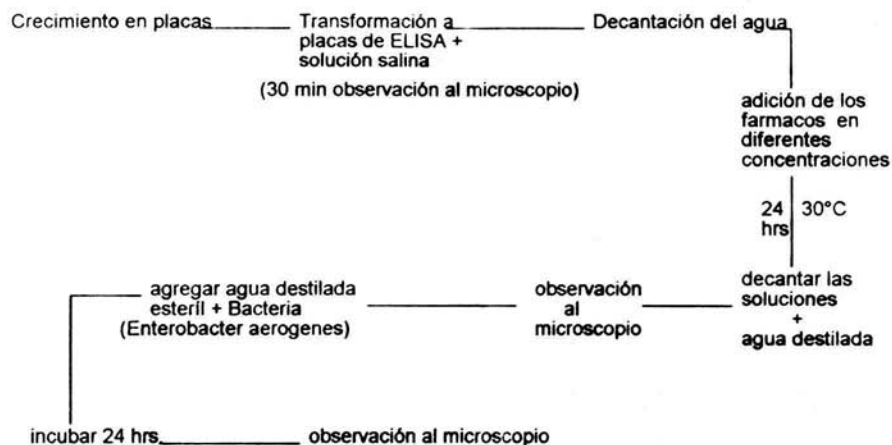 Crecimiento en placas
Transformación a
placas de ELISA +
solución salina
(30 min observación al microscopio)
Decantación del agua
adición de los
farmacos en
diferentes
concentraciones
24 30°C
hrs
decantar las
soluciones
+
agua destilada
observación
al
microscopio
agregar agua destilada
esteríl + Bacteria
(Enterobacter aerogenes)
incubar 24 hrs
observación al microscopio